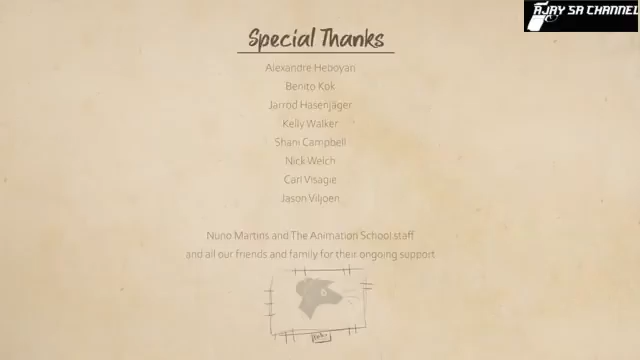 AJAY SA CHANNEL
Special Thanks
Alexandre Heboyan
Benito Kok
Jarrod Hasenjäger
Kelly Walker
Shani Campbell
Nick Welch
Carl Visagie
Jason Viljoen
Nuno Martins and The Animation School staff
and all our friends and family for their ongoing support